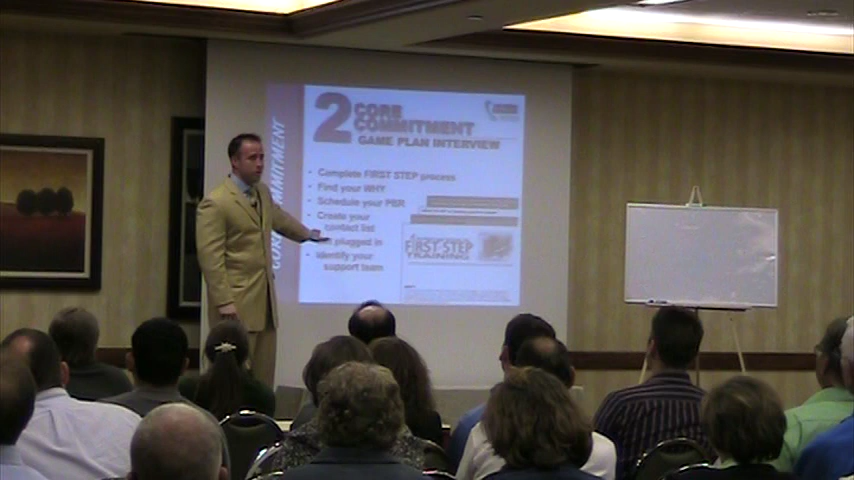 CORE COMMITMENT
2 CORE
COMMITMENT
GAME PLAN INTERVIEW
• Complete FIRST STEP process
• Find your WHY
• Schedule your PBR
• Create your
contact list
plugged in
• Identify your
support team
FIRST STEP
TRAINING